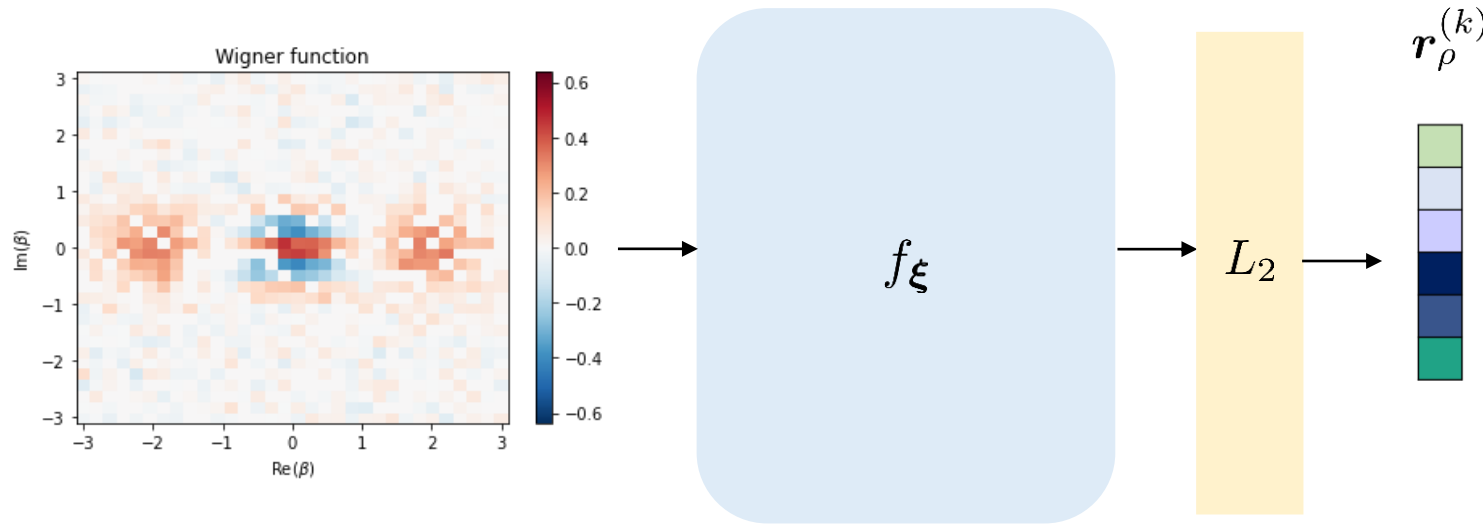 Wigner function
Im(β)
3
2
1
0
−1
−2
−3
−3 −2 −1 0 1 2 3
Re(β)
0.6
0.4
0.2
0.0
−0.2
−0.4
−0.6
f_ξ
L_2
r_ρ^(k)